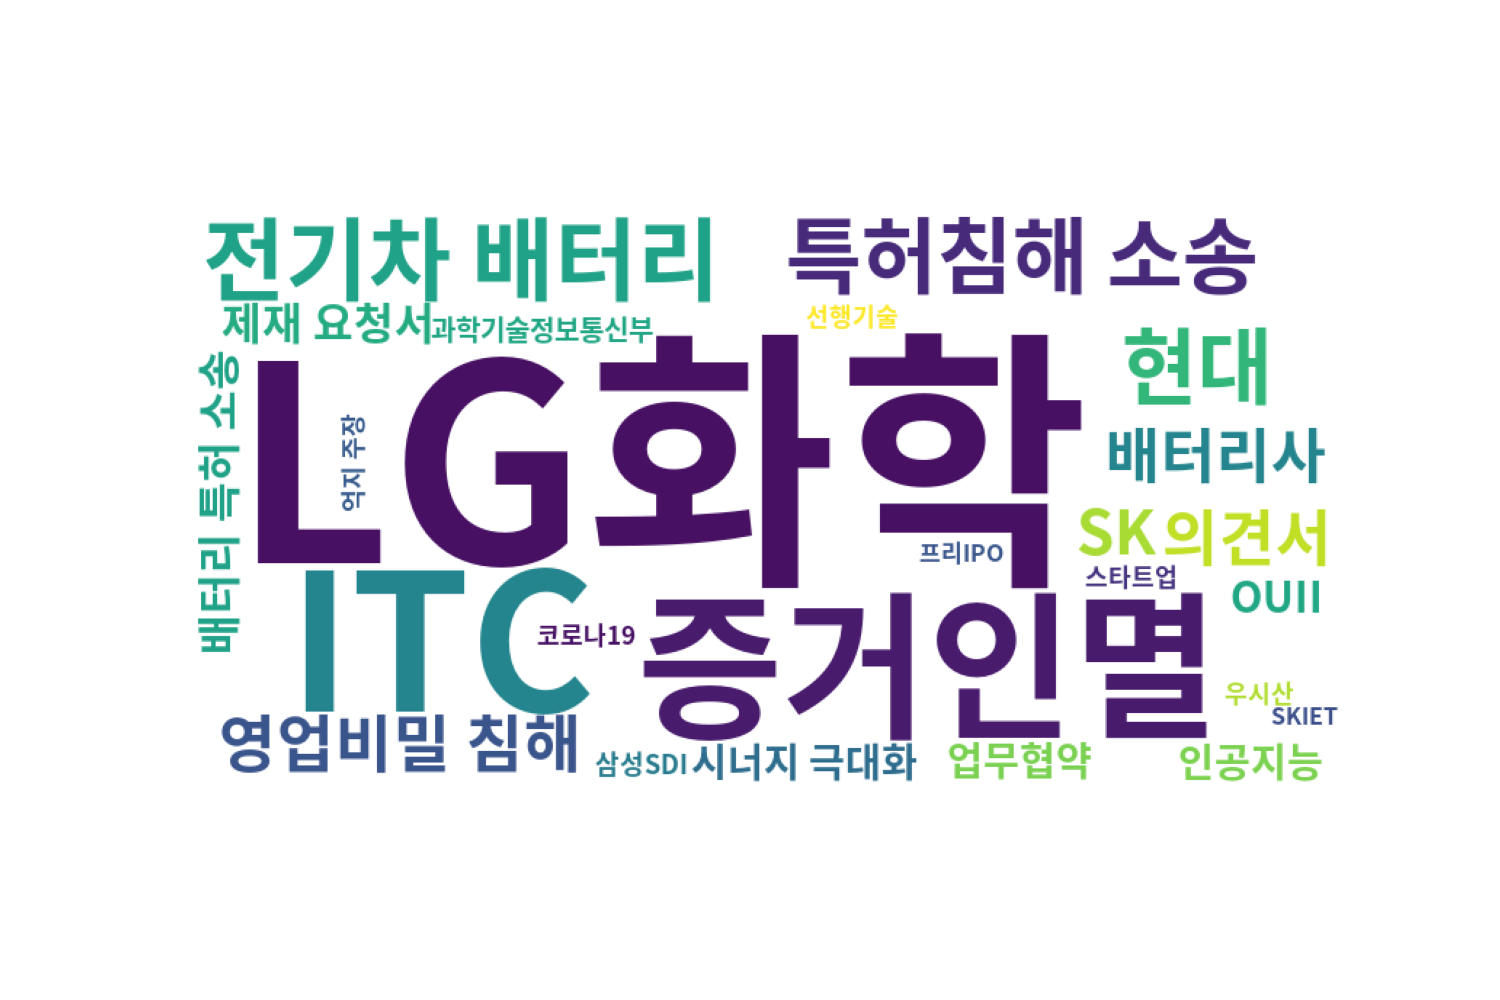 전기차 배터리
특허침해 소송
제재 요청서
과학기술정보통신부
선행기술
현대
배터리 특허 소송
억지 주장
LG화학
배터리사
프리IPO
SK
의견서
스타트업
OUII
ITC
코로나19
증거인멸
우시산
SKIET
영업비밀 침해
삼성SDI
시너지 극대화
업무협약
인공지능